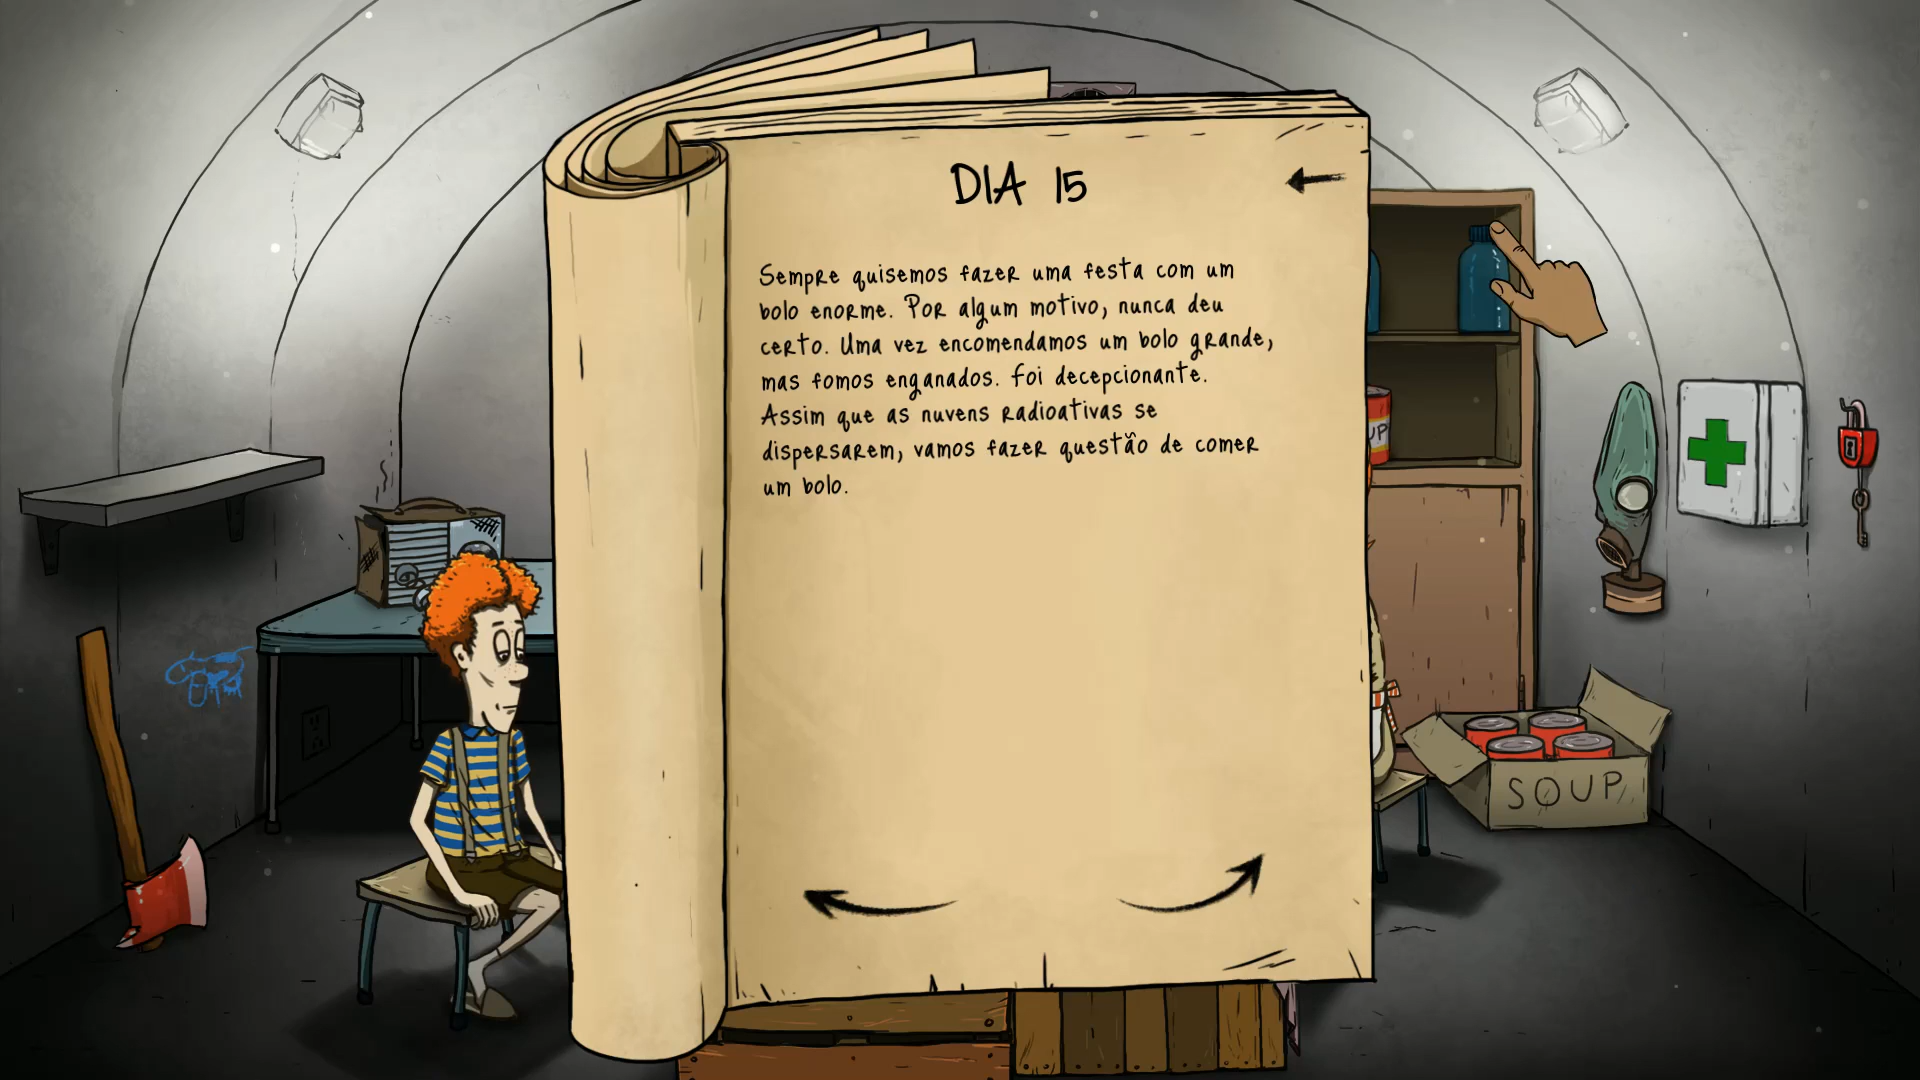 DIA 15
Sempre quisemos fazer uma festa com um
bolo enorme. Por algum motivo, nunca deu
certo. Uma vez encomendamos um bolo grande,
mas fomos enganados. Foi decepcionante.
Assim que as nuvens radioativas se
dispersarem, vamos fazer questão de comer
um bolo.
UP
SOUP